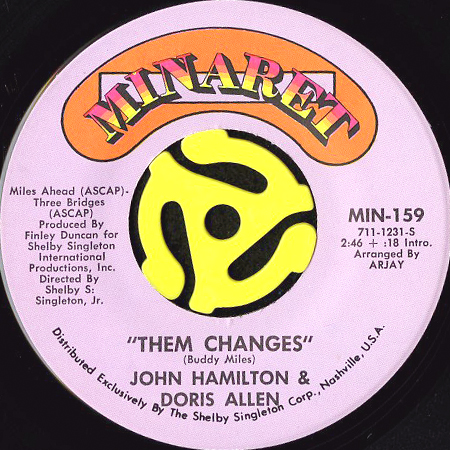 MINARET
Miles Ahead (ASCAP)-
Three Bridges
(ASCAP)
Produced By
Finley Duncan for
Shelby Singleton
International
Productions, Inc.
Directed By
Shelby S.
Singleton, Jr.
MIN-159
711-1231-S
2:46 + :18 Intro.
Arranged By
ARJAY
"THEM CHANGES"
(Buddy Miles)
JOHN HAMILTON &
DORIS ALLEN
Distributed Exclusively By The Shelby Singleton Corp., Nashville, U.S.A.